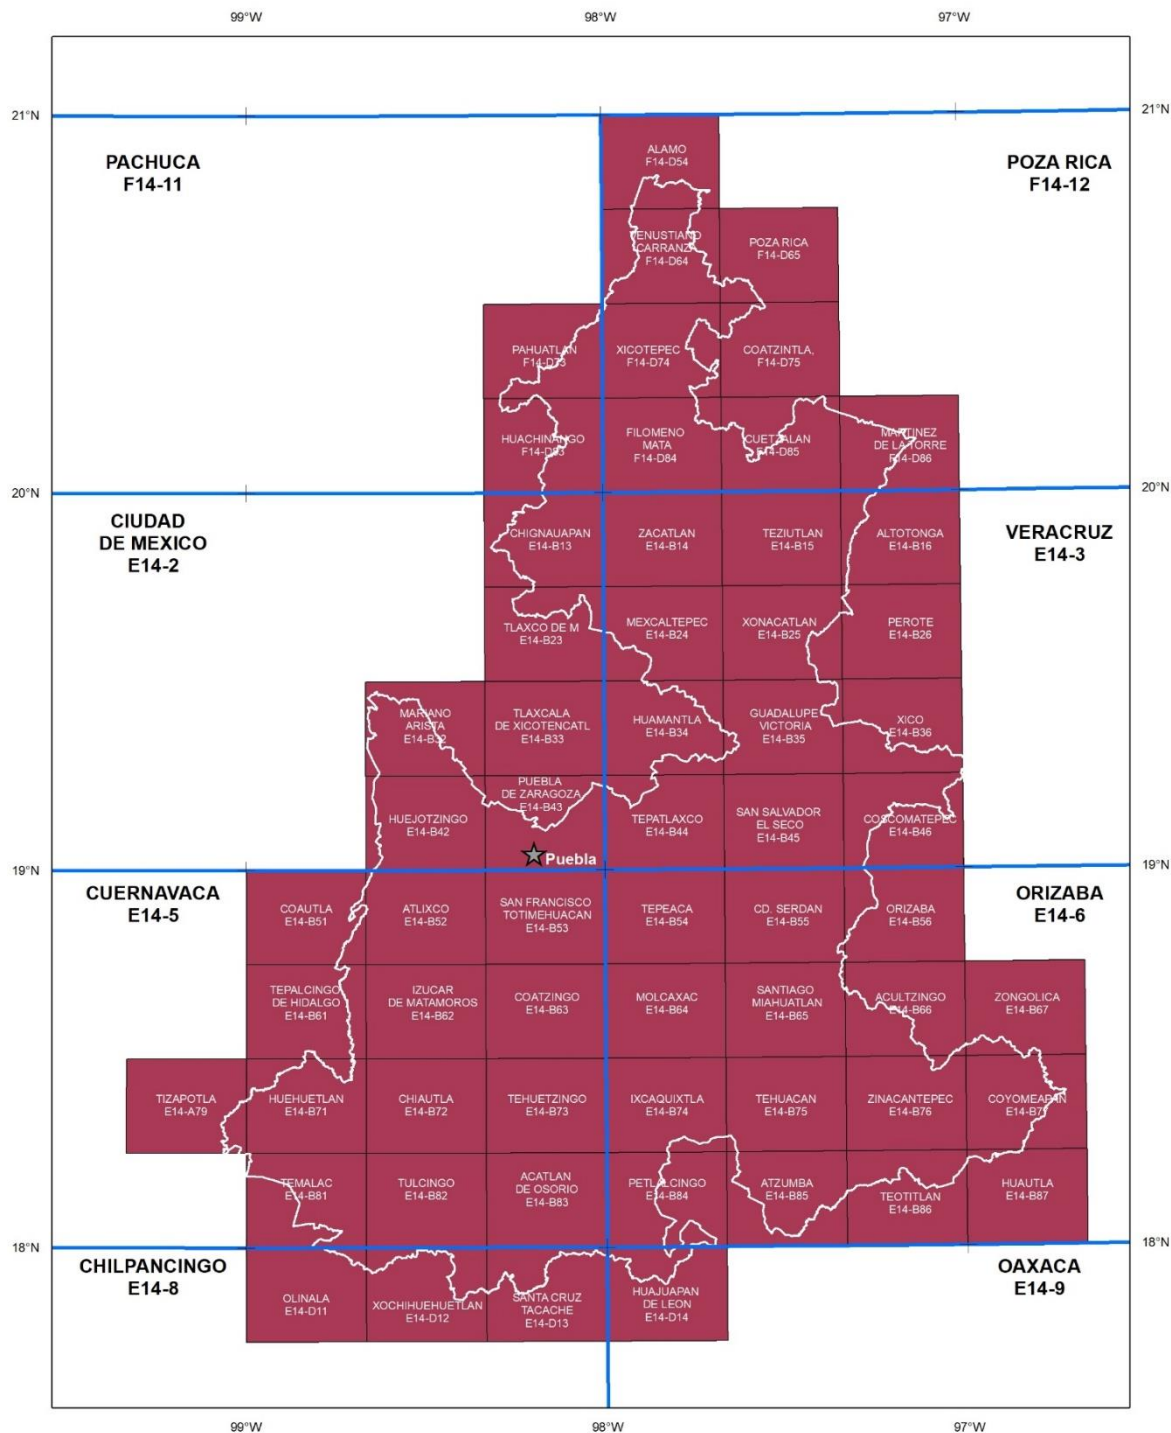 99°W
98°W
97°W
21°N
21°N
PACHUCA
F14-11
POZA RICA
F14-12
ALAMO
F14-D54
VENUSTIANO
CARRANZA
F14-D64
POZA RICA
F14-D65
PAHUATLAN
F14-D73
XICOTEPEC
F14-D74
COATZINTLA,
F14-D75
HUACHINANGO
F14-D83
FILOMENO
MATA
F14-D84
CUETZALAN
F14-D85
MARTINEZ
DE LA TORRE
F14-D86
20°N
20°N
CIUDAD
DE MEXICO
E14-2
VERACRUZ
E14-3
CHIGNAUAPAN
E14-B13
ZACATLAN
E14-B14
TEZIUTLAN
E14-B15
ALTOTONGA
E14-B16
TLAXCO DE M
E14-B23
MEXCALTEPEC
E14-B24
XONACATLAN
E14-B25
PEROTE
E14-B26
MARIANO
ARISTA
E14-B32
TLAXCALA
DE XICOTENCATL
E14-B33
HUAMANTLA
E14-B34
GUADALUPE
VICTORIA
E14-B35
XICO
E14-B36
HUEJOTZINGO
E14-B42
PUEBLA
DE ZARAGOZA
E14-B43
TEPATLAXCO
E14-B44
SAN SALVADOR
EL SECO
E14-B45
COSCOMATEPEC
E14-B46
Puebla
19°N
19°N
CUERNAVACA
E14-5
ORIZABA
E14-6
COAUTLA
E14-B51
ATLIXCO
E14-B52
SAN FRANCISCO
TOTIMEHUACAN
E14-B53
TEPEACA
E14-B54
CD. SERDAN
E14-B55
ORIZABA
E14-B56
TEPALCINGO
DE HIDALGO
E14-B61
IZUCAR
DE MATAMOROS
E14-B62
COATZINGO
E14-B63
MOLCAXAC
E14-B64
SANTIAGO
MIAHUATLAN
E14-B65
ACULTZINGO
E14-B66
ZONGOLICA
E14-B67
TIZAPOTLA
E14-A79
HUEHUETLAN
E14-B71
CHIAUTLA
E14-B72
TEHUETZINGO
E14-B73
IXCAQUIXTLA
E14-B74
TEHUACAN
E14-B75
ZINACANTEPEC
E14-B76
COYOMEAPAN
E14-B77
TEMALAC
E14-B81
TULCINGO
E14-B82
ACATLAN
DE OSORIO
E14-B83
PETLALCINGO
E14-B84
ATZUMBA
E14-B85
TEOTITLAN
E14-B86
HUAUTLA
E14-B87
18°N
18°N
CHILPANCINGO
E14-8
OAXACA
E14-9
OLINALA
E14-D11
XOCHIHUEHUETLAN
E14-D12
SANTA CRUZ
TACACHE
E14-D13
HUAJUAPAN
DE LEON
E14-D14
99°W
98°W
97°W